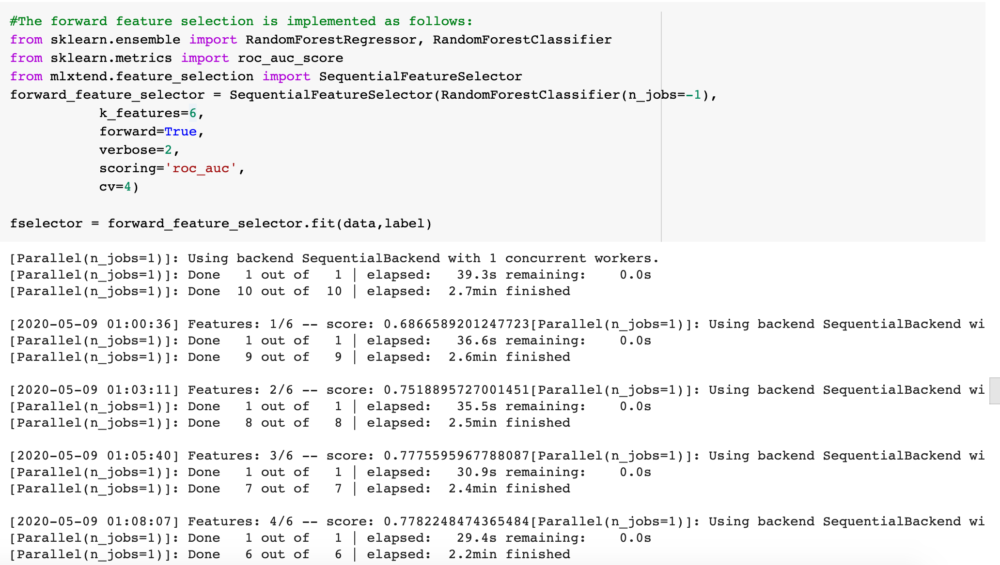 #The forward feature selection is implemented as follows:
from sklearn.ensemble import RandomForestRegressor, RandomForestClassifier
from sklearn.metrics import roc_auc_score
from mlxtend.feature_selection import SequentialFeatureSelector
forward_feature_selector = SequentialFeatureSelector(RandomForestClassifier(n_jobs=-1),
          k_features=6,
          forward=True,
          verbose=2,
          scoring='roc_auc',
          cv=4)
fselector = forward_feature_selector.fit(data,label)
[Parallel(n_jobs=1)]: Using backend SequentialBackend with 1 concurrent workers.
[Parallel(n_jobs=1)]: Done   1 out of   1 | elapsed:   39.3s remaining:    0.0s
[Parallel(n_jobs=1)]: Done  10 out of  10 | elapsed:  2.7min finished
[2020-05-09 01:00:36] Features: 1/6 -- score: 0.6866589201247723[Parallel(n_jobs=1)]: Using backend SequentialBackend wi
[Parallel(n_jobs=1)]: Done   1 out of   1 | elapsed:   36.6s remaining:    0.0s
[Parallel(n_jobs=1)]: Done   9 out of   9 | elapsed:  2.6min finished
[2020-05-09 01:03:11] Features: 2/6 -- score: 0.7518895727001451[Parallel(n_jobs=1)]: Using backend SequentialBackend wi
[Parallel(n_jobs=1)]: Done   1 out of   1 | elapsed:   35.5s remaining:    0.0s
[Parallel(n_jobs=1)]: Done   8 out of   8 | elapsed:  2.5min finished
[2020-05-09 01:05:40] Features: 3/6 -- score: 0.7775595967788087[Parallel(n_jobs=1)]: Using backend SequentialBackend wi
[Parallel(n_jobs=1)]: Done   1 out of   1 | elapsed:   30.9s remaining:    0.0s
[Parallel(n_jobs=1)]: Done   7 out of   7 | elapsed:  2.4min finished
[2020-05-09 01:08:07] Features: 4/6 -- score: 0.7782248474365484[Parallel(n_jobs=1)]: Using backend SequentialBackend wi
[Parallel(n_jobs=1)]: Done   1 out of   1 | elapsed:   29.4s remaining:    0.0s
[Parallel(n_jobs=1)]: Done   6 out of   6 | elapsed:  2.2min finished